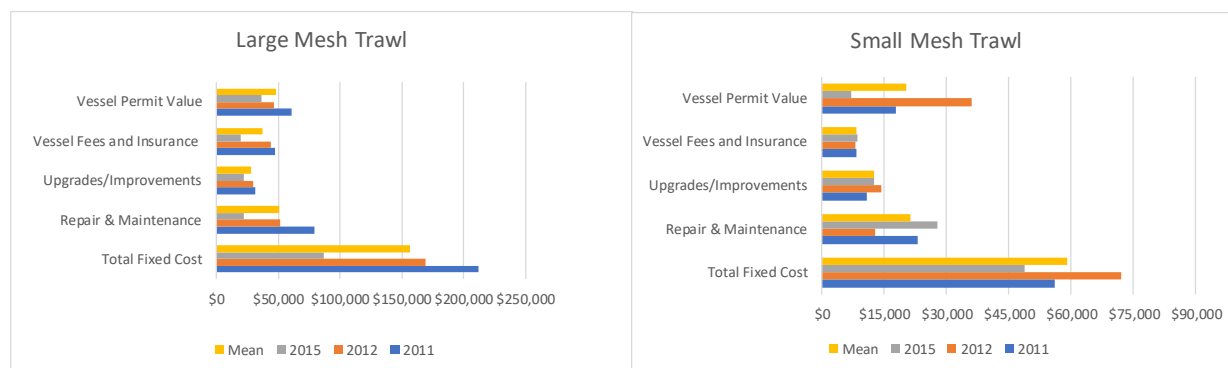 Large Mesh Trawl
Vessel Permit Value
Vessel Fees and Insurance
Upgrades/Improvements
Repair & Maintenance
Total Fixed Cost
$0 $50,000 $100,000 $150,000 $200,000 $250,000
Mean 2015 2012 2011
Small Mesh Trawl
Vessel Permit Value
Vessel Fees and Insurance
Upgrades/Improvements
Repair & Maintenance
Total Fixed Cost
$0 $15,000 $30,000 $45,000 $60,000 $75,000 $90,000
Mean 2015 2012 2011